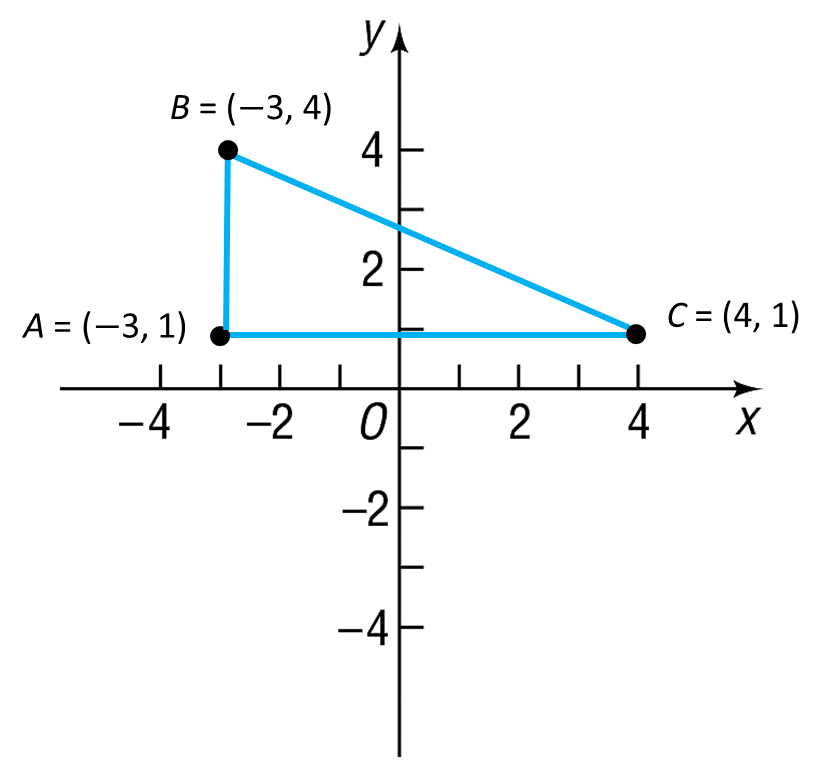 y
B = (−3, 4)
4
2
A = (−3, 1)
C = (4, 1)
−4
−2
O
2
4
x
−2
−4